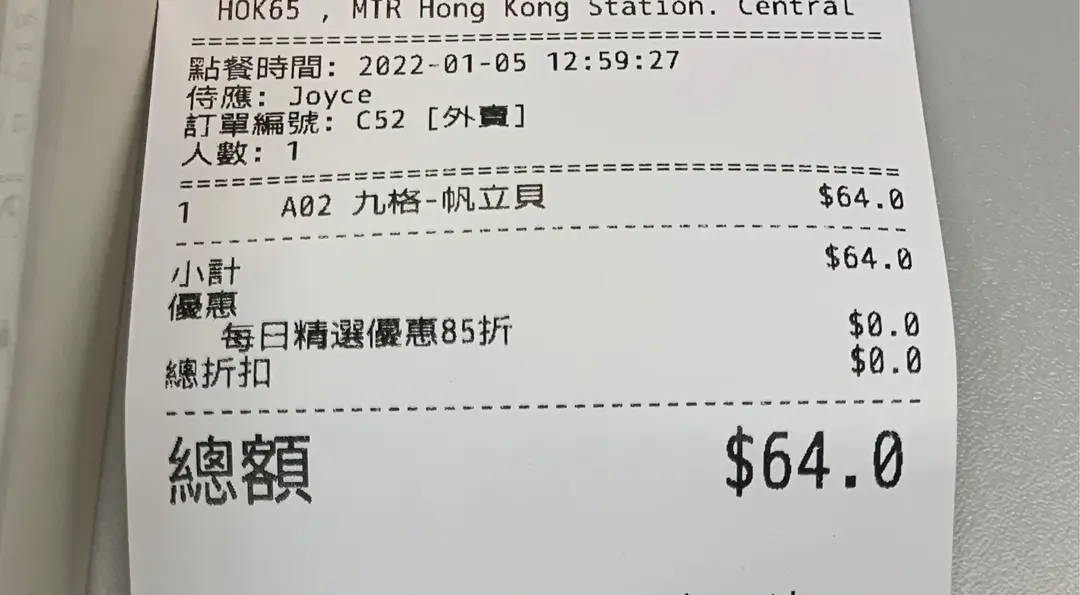 HOK65 , MTR Hong Kong Station. Central
========================================
點餐時間: 2022-01-05 12:59:27
侍應: Joyce
訂單編號: C52 [外賣]
人數: 1
========================================
1 A02 九格-帆立貝 $64.0
小計 $64.0
優惠
每日精選優惠85折 $0.0
總折扣 $0.0
總額 $64.0